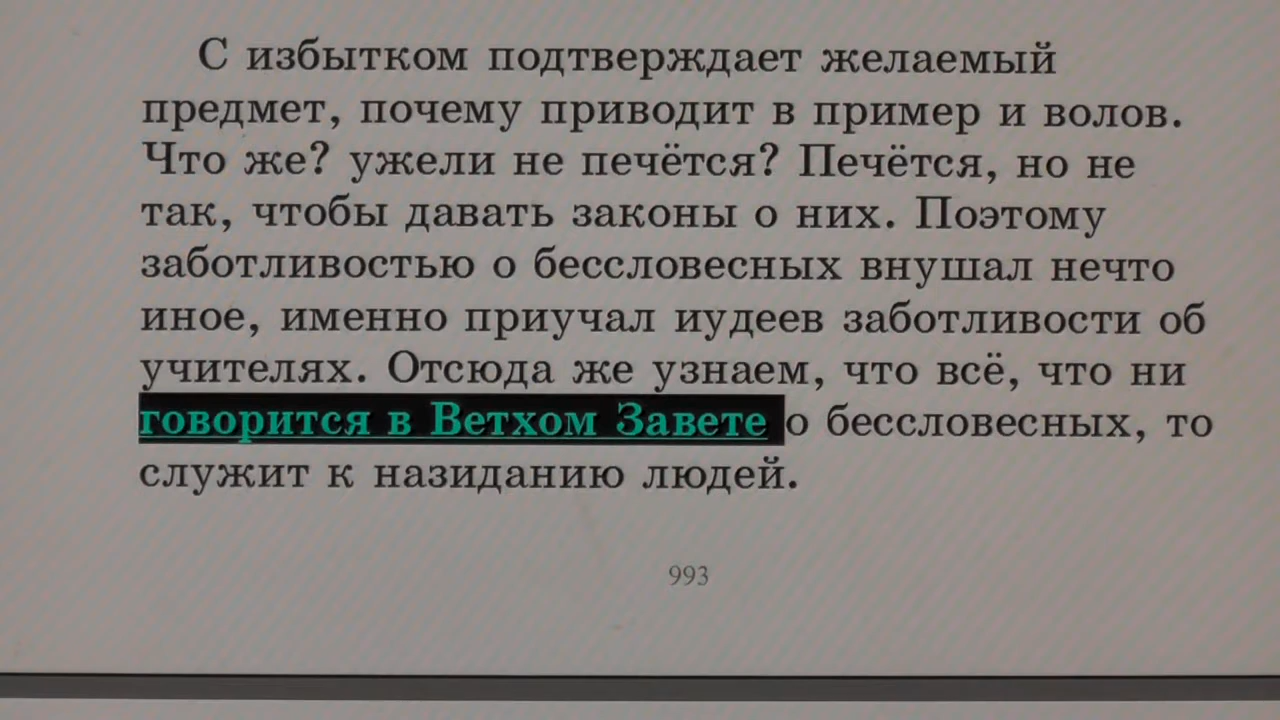 С избытком подтверждает желаемый
предмет, почему приводит в пример и волов.
Что же? ужели не печётся? Печётся, но не
так, чтобы давать законы о них. Поэтому
заботливостью о бессловесных внушал нечто
иное, именно приучал иудеев заботливости об
учителях. Отсюда же узнаем, что всё, что ни
говорится в Ветхом Завете о бессловесных, то
служит к назиданию людей.
993